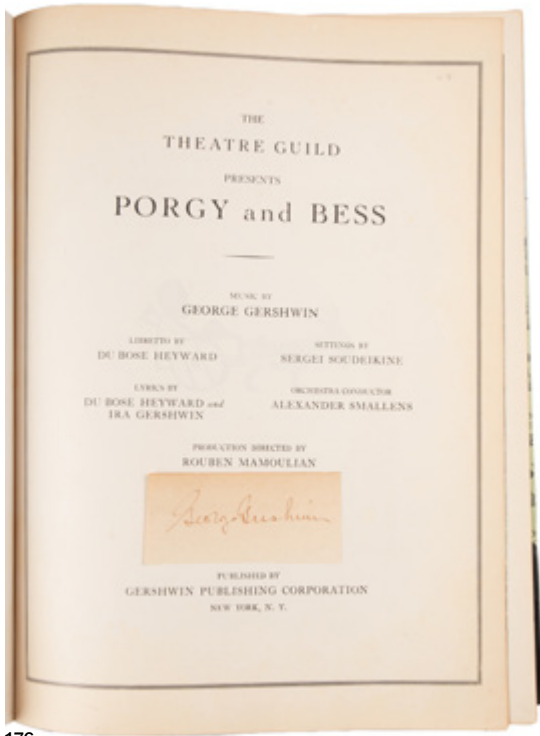 THE
THEATRE GUILD
PRESENTS
PORGY and BESS
MUSIC BY
GEORGE GERSHWIN
LIBRETTO BY
DU BOSE HEYWARD
SETTINGS BY
SERGEI SOUDEIKINE
LYRICS BY
DU BOSE HEYWARD and
IRA GERSHWIN
ORCHESTRA CONDUCTOR
ALEXANDER SMALLENS
PRODUCTION DIRECTED BY
ROUBEN MAMOULIAN
George Gershwin
PUBLISHED BY
GERSHWIN PUBLISHING CORPORATION
NEW YORK, N. Y.